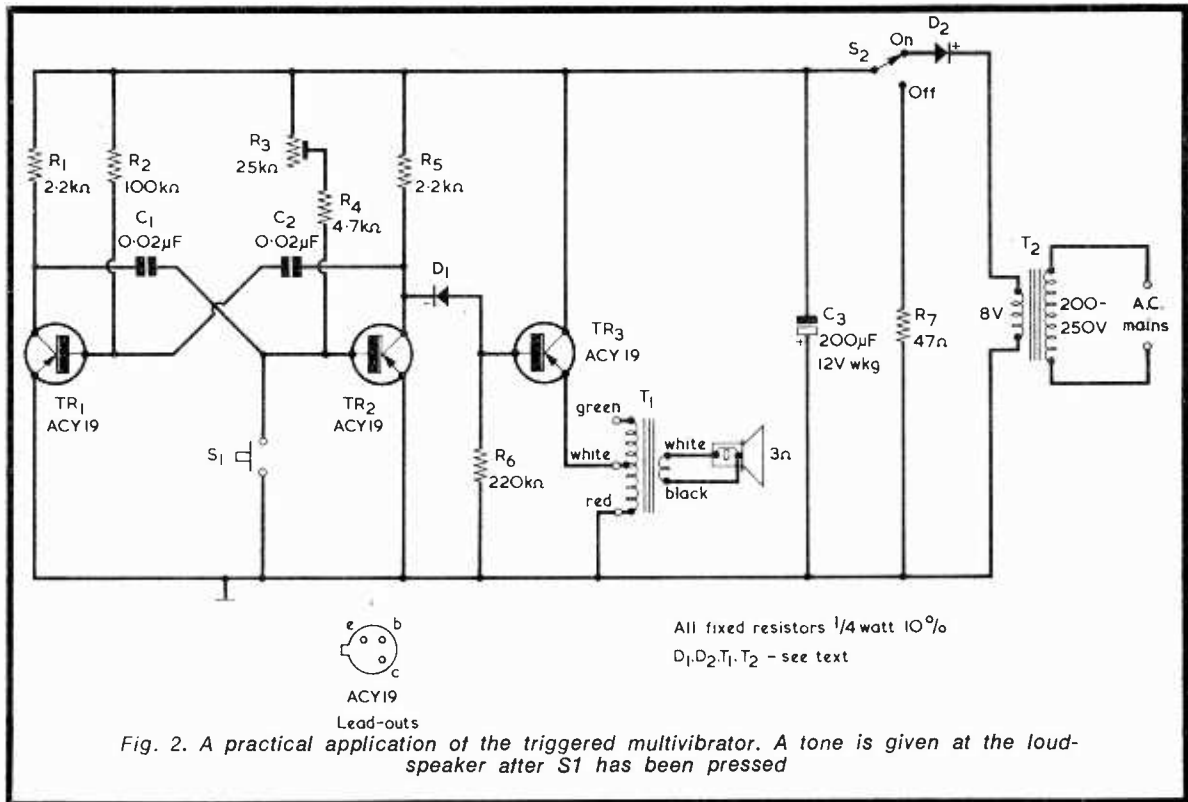 R1
2·2kΩ
R2
100kΩ
R3
25kΩ
R4
4·7kΩ
R5
2·2kΩ
C1
0·02µF
C2
0·02µF
D1
TR1
ACY19
TR2
ACY19
TR3
ACY19
S1
R6
220kΩ
T1
green
white
red
white
black
3Ω
S2
On
Off
D2
+
C3
200µF
12V wkg
+
R7
47Ω
T2
8V
200-
250V
A.C.
mains
e b
c
ACY19
Lead-outs
All fixed resistors 1/4 watt 10%
D1.D2.T1.T2 – see text
Fig. 2. A practical application of the triggered multivibrator. A tone is given at the loud-
speaker after S1 has been pressed